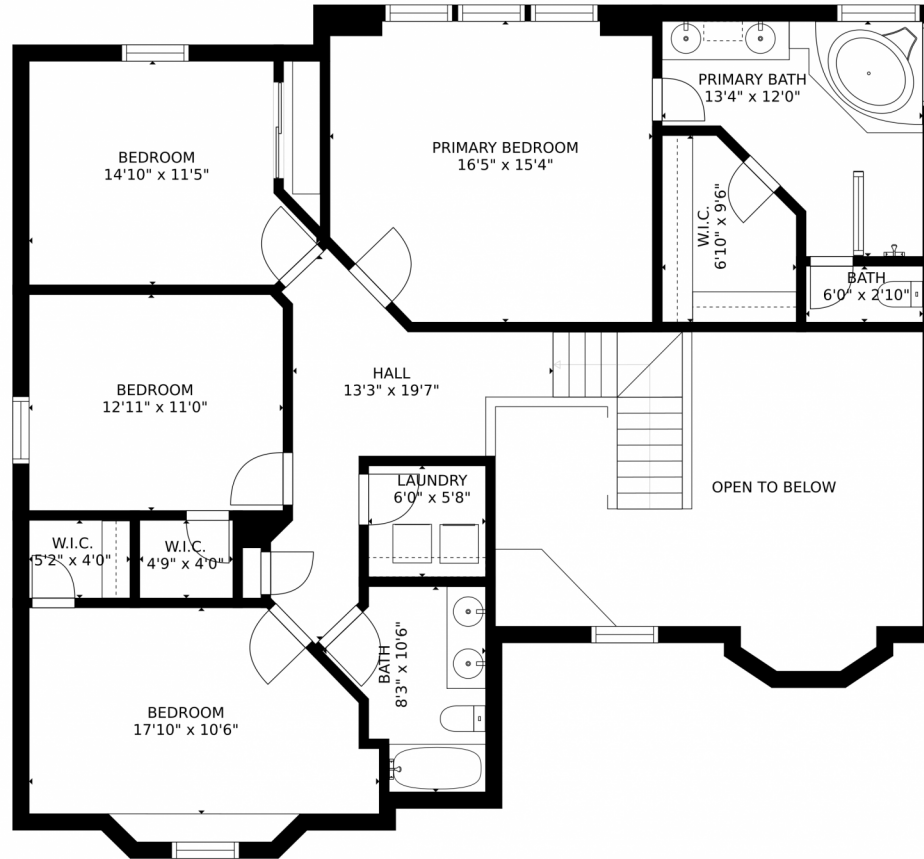 PRIMARY BATH
13'4" x 12'0"
PRIMARY BEDROOM
16'5" x 15'4"
BEDROOM
14'10" x 11'5"
W.I.C.
6'10" x 9'6"
BATH
6'0" x 2'10"
HALL
13'3" x 19'7"
BEDROOM
12'11" x 11'0"
LAUNDRY
6'0" x 5'8"
OPEN TO BELOW
W.I.C.
5'2" x 4'0"
W.I.C.
4'9" x 4'0"
BATH
8'3" x 10'6"
BEDROOM
17'10" x 10'6"